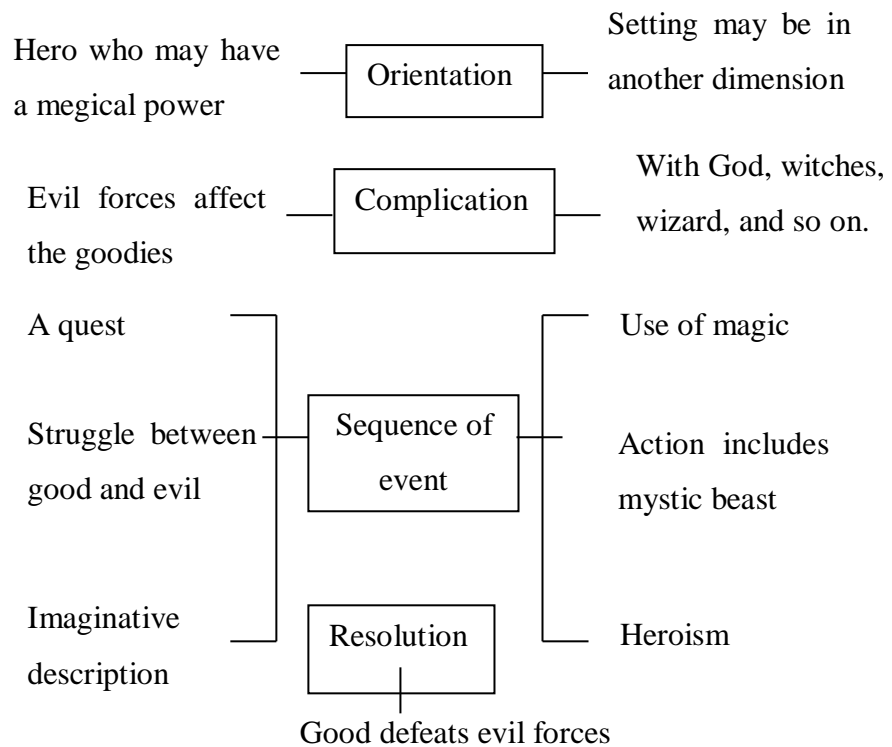 Hero who may have
a megical power
Orientation
Setting may be in
another dimension
Evil forces affect
the goodies
Complication
With God, witches,
wizard, and so on.
A quest
Struggle between
good and evil
Imaginative
description
Sequence of
event
Use of magic
Action includes
mystic beast
Heroism
Resolution
Good defeats evil forces